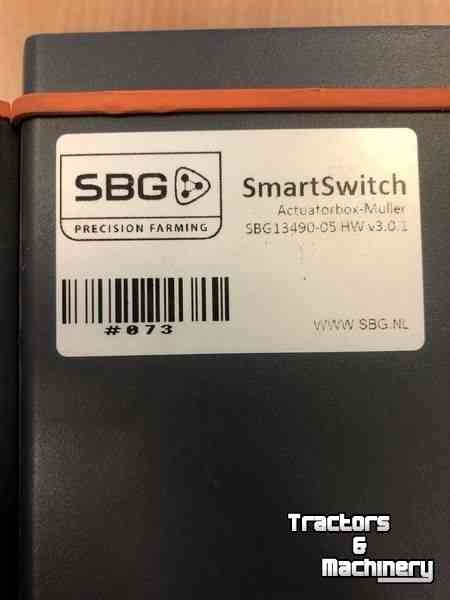 SBG
PRECISION FARMING
SmartSwitch
Actuatorbox-Muller
SBG13490-05 HW v3.0.1
#073
WWW.SBG.NL
Tractors
&
Machinery